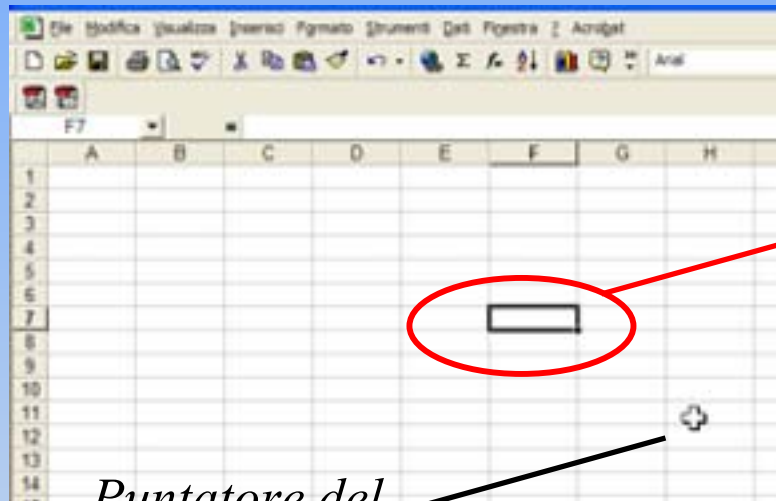 File Modifica Visualizza Inserisci Formato Strumenti Dati Finestra ? Acrobat
Arial
F7 =
A B C D E F G H
1
2
3
4
5
6
7
8
9
10
11
12
13
14
Puntatore del